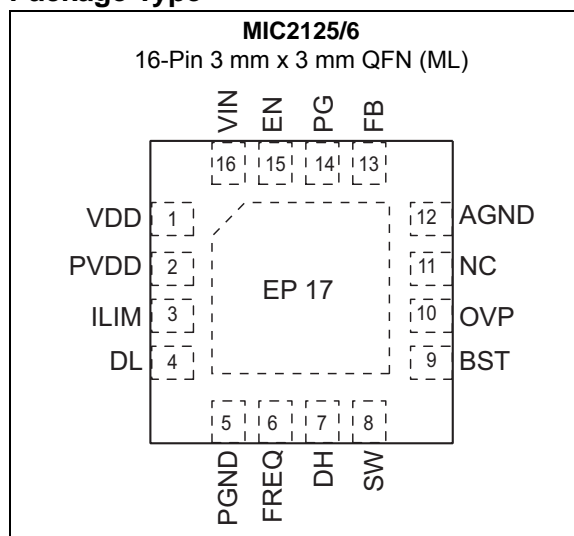 Package Type
MIC2125/6
16-Pin 3 mm x 3 mm QFN (ML)
VIN EN PG FB
16 15 14 13
VDD 1
12 AGND
PVDD 2
11 NC
EP 17
ILIM 3
10 OVP
DL 4
9 BST
5 6 7 8
PGND FREQ DH SW